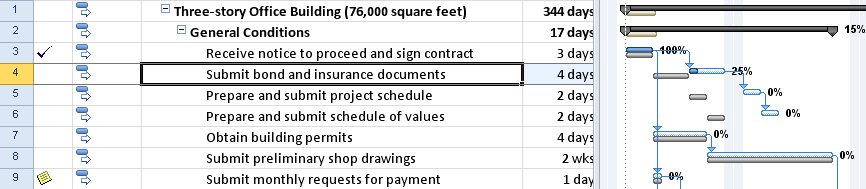 1 Three-story Office Building (76,000 square feet) 344 days
2 General Conditions 17 days 15%
3 Receive notice to proceed and sign contract 3 days 100%
4 Submit bond and insurance documents 4 days 25%
5 Prepare and submit project schedule 2 days 0%
6 Prepare and submit schedule of values 2 days 0%
7 Obtain building permits 4 days 0%
8 Submit preliminary shop drawings 2 wks 0%
9 Submit monthly requests for payment 1 day 0%